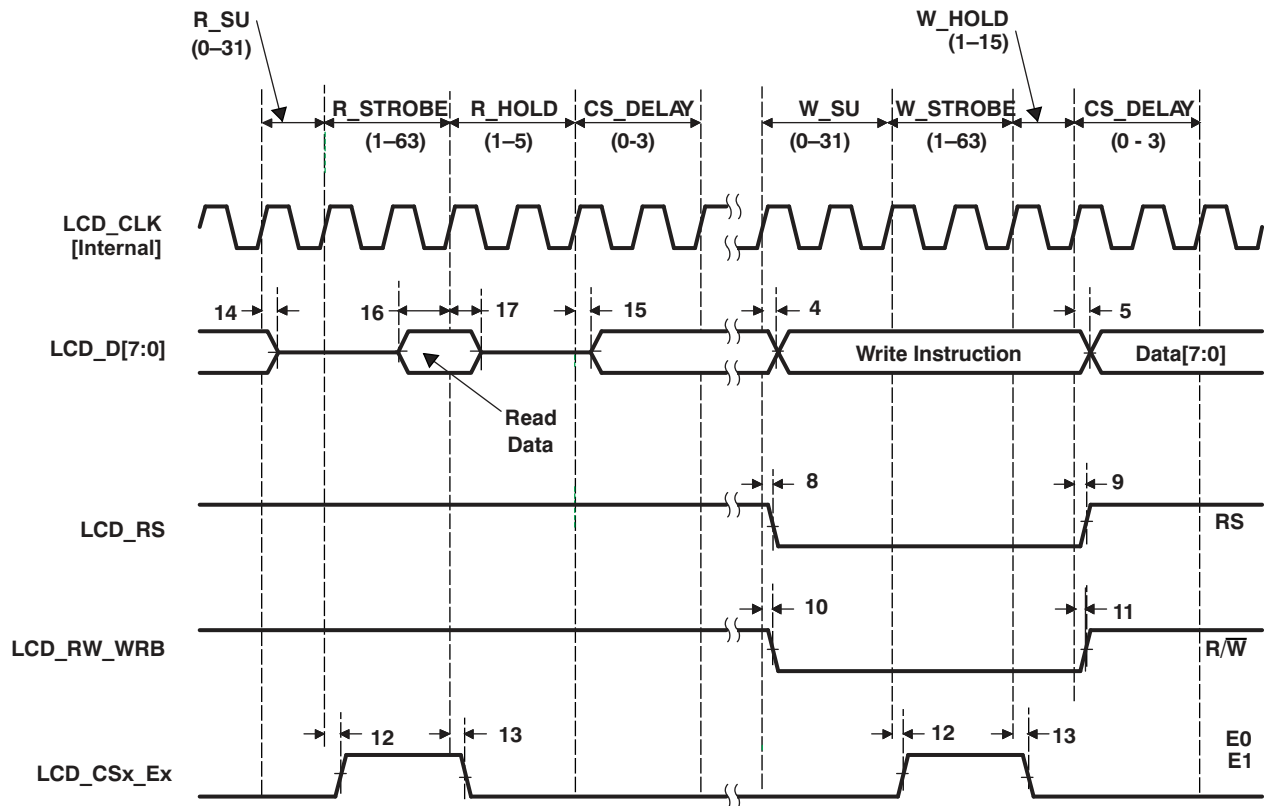 R_SU
(0–31)
W_HOLD
(1–15)
R_STROBE
(1–63)
R_HOLD
(1–5)
CS_DELAY
(0-3)
W_SU
(0–31)
W_STROBE
(1–63)
CS_DELAY
(0 - 3)
LCD_CLK
[Internal]
14
16
17
15
4
5
LCD_D[7:0]
Write Instruction
Data[7:0]
Read
Data
8
9
LCD_RS
RS
10
11
LCD_RW_WRB
R/W̅
12
13
12
13
E0
E1
LCD_CSx_Ex